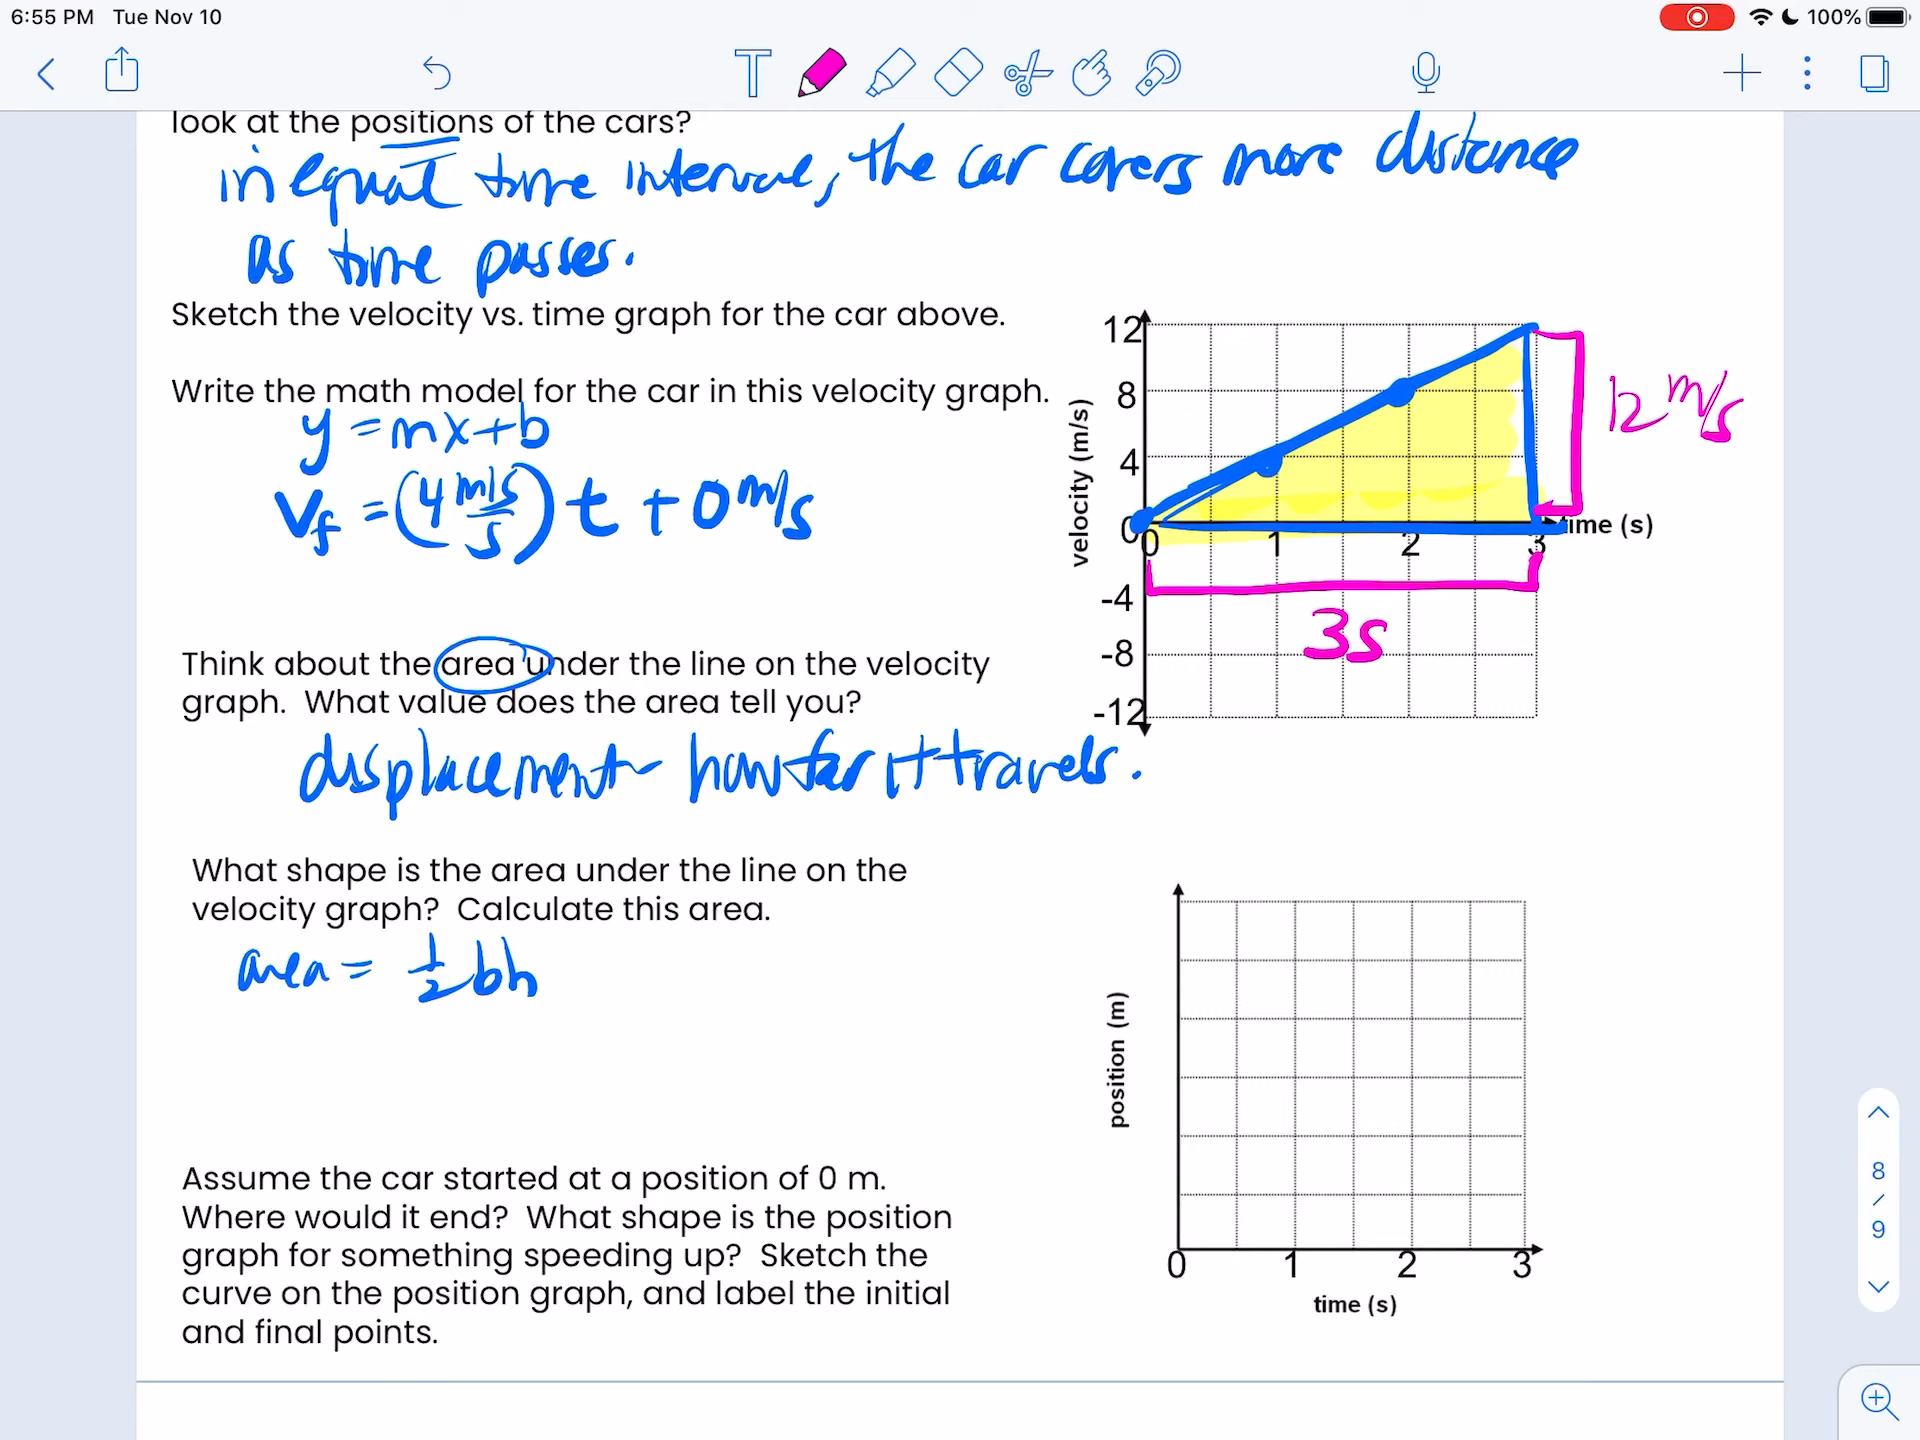 6:55 PM Tue Nov 10
100%
look at the positions of the cars?
in equal time interval, the car covers more distance
as time passes.
Sketch the velocity vs. time graph for the car above.
Write the math model for the car in this velocity graph.
y = mx+b
Vf = (4 m/s/s) t + 0 m/s
12
8
4
0
-4
-8
-12
velocity (m/s)
0 1 2 3
time (s)
12 m/s
3s
Think about the area under the line on the velocity
graph. What value does the area tell you?
displacement - how far it travels.
What shape is the area under the line on the
velocity graph? Calculate this area.
area = 1/2 bh
position (m)
0 1 2 3
time (s)
Assume the car started at a position of 0 m.
Where would it end? What shape is the position
graph for something speeding up? Sketch the
curve on the position graph, and label the initial
and final points.
8
/
9